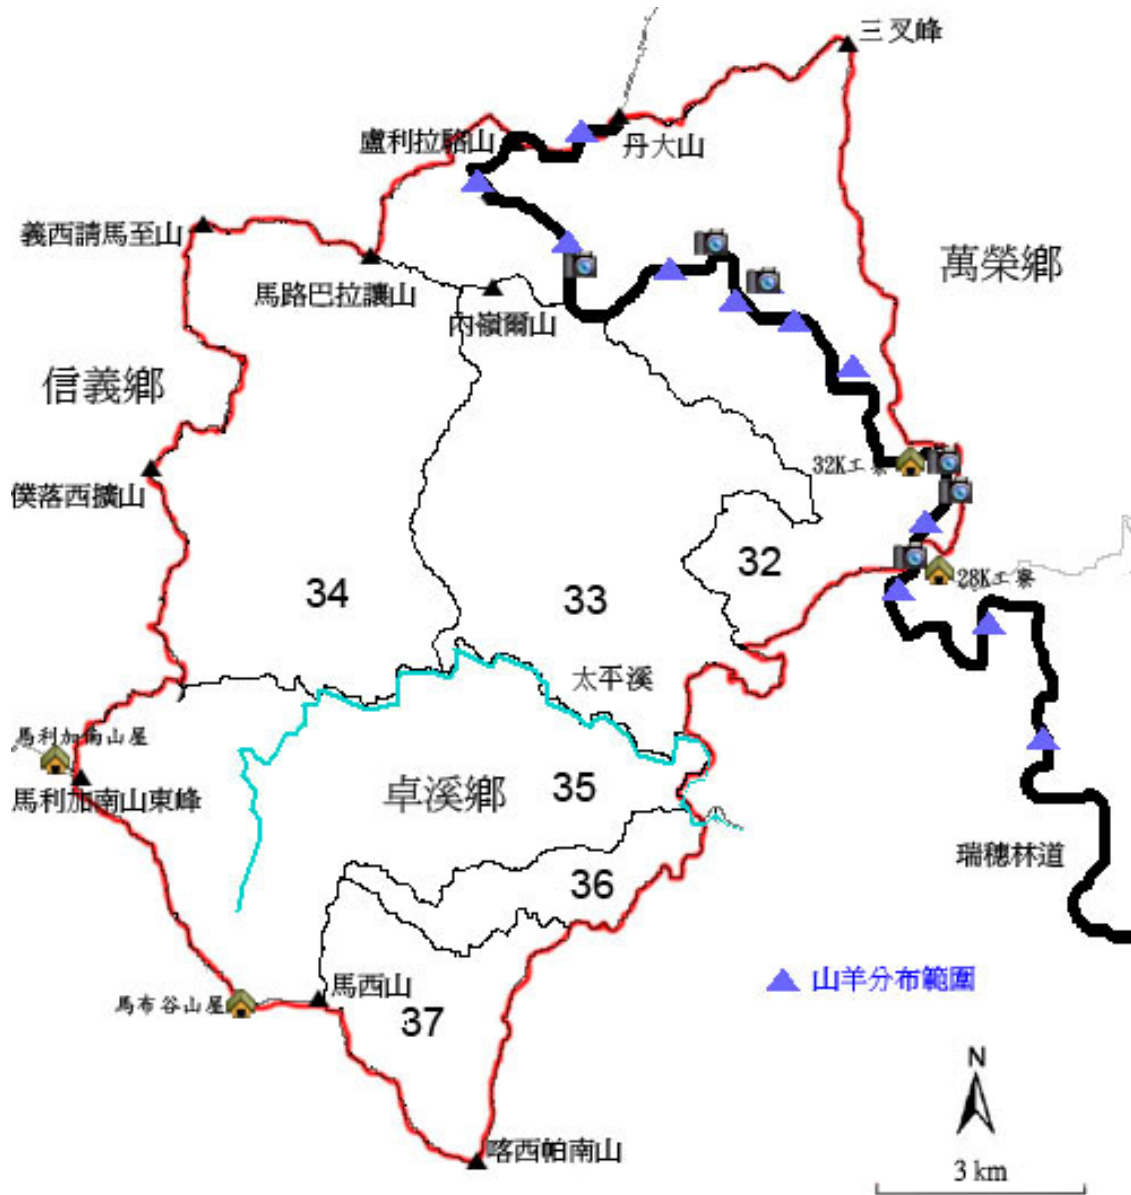 三叉峰
盧利拉駱山
丹大山
義西請馬至山
萬榮鄉
馬路巴拉讓山
內嶺爾山
信義鄉
32K工寮
僕落西擴山
32
28K工寮
34
33
太平溪
馬利加倫山屋
35
馬利加南山東峰
卓溪鄉
瑞穗林道
36
山羊分布範圍
馬西山
馬布谷山屋
37
N
喀西帕南山
3 km